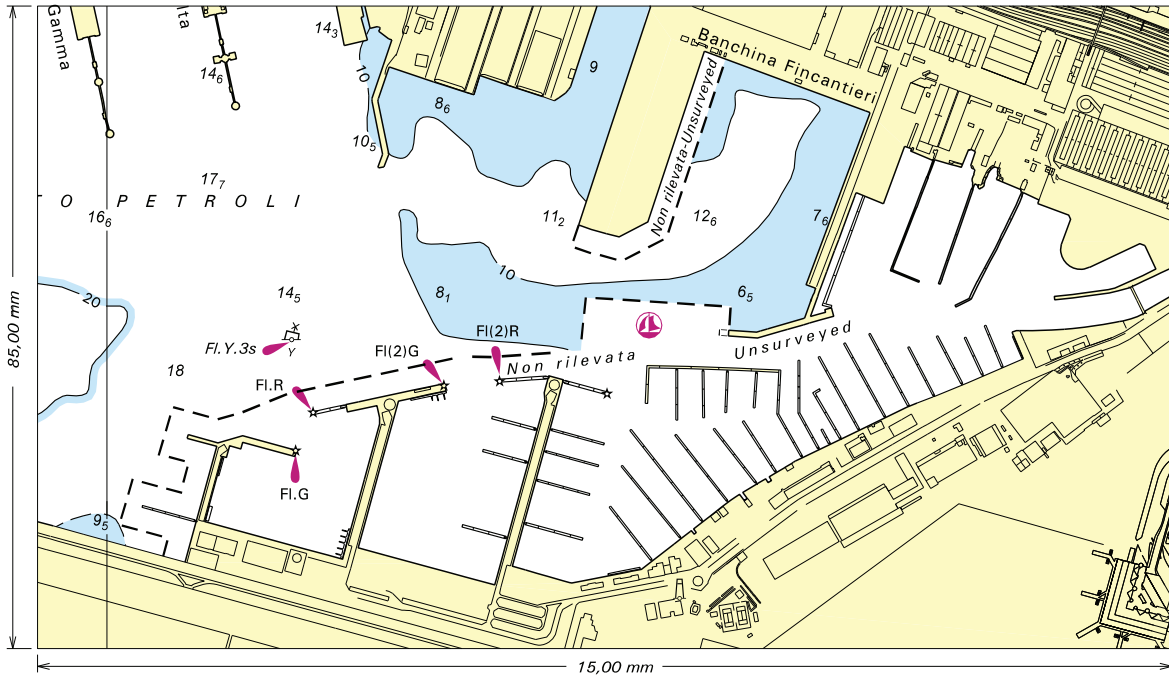 Gamma
lta
14₃
14₆
10
8₆
9
Banchina Fincantieri
10₅
Non rilevata-Unsurveyed
17₇
O PETROLI
16₆
11₂
12₆
7₆
10
20
14₅
8₁
6₅
Fl.Y.3s
Y
Fl(2)G
Fl(2)R
Non rilevata
Unsurveyed
18
Fl.R
Fl.G
9₅
85,00 mm
15,00 mm